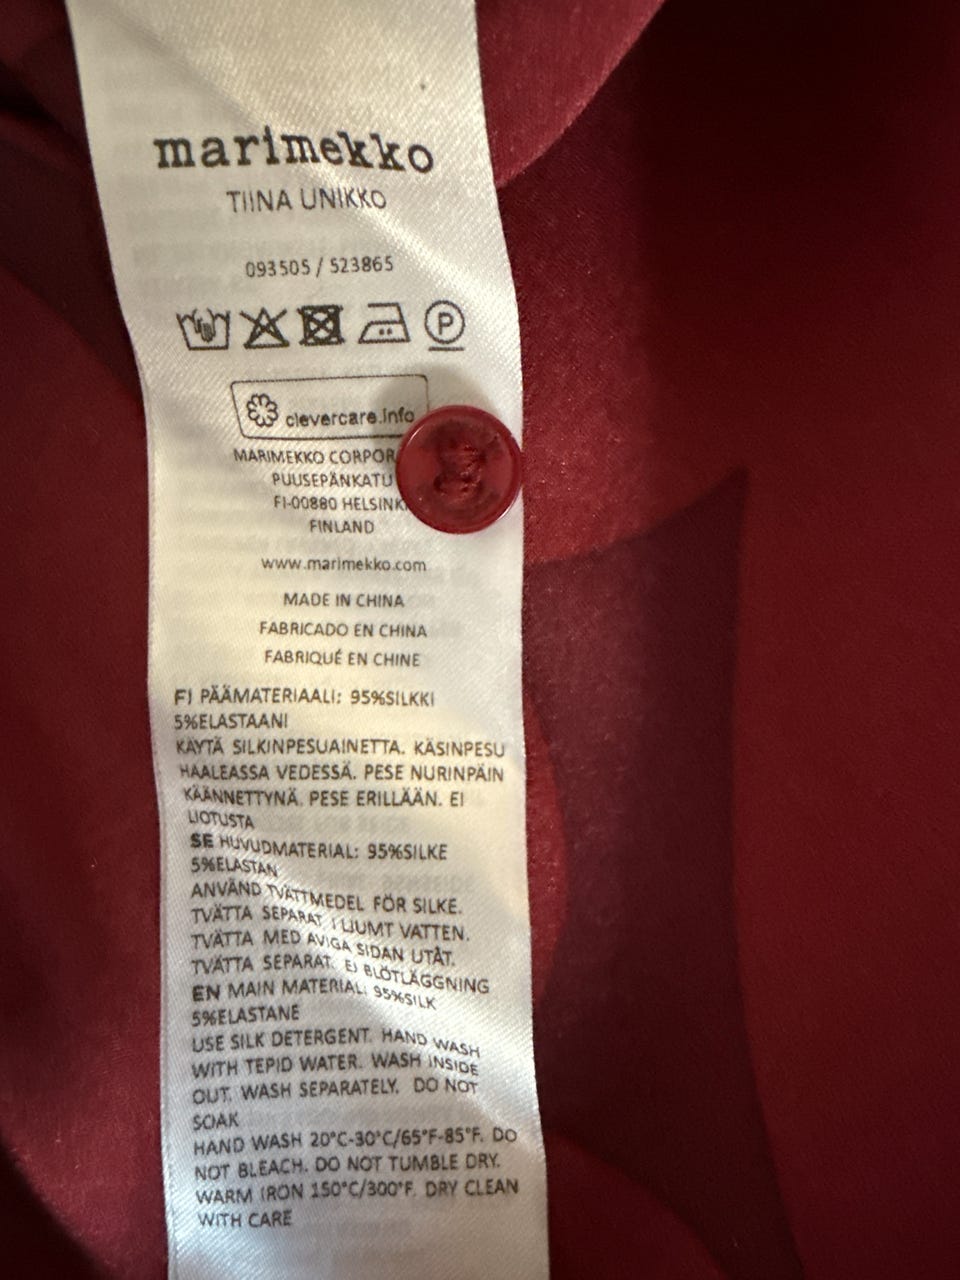 marimekko
TIINA UNIKKO
093505 / 523865
P
clevercare.info
MARIMEKKO
PUUSEPÄNKATU
FI-00880 HELSINKI
FINLAND
www.marimekko.com
MADE IN CHINA
FABRICADO EN CHINA
FABRIQUÉ EN CHINE
FI PÄÄMATERIAALI: 95%SILKKI
5%ELASTAANI
KÄYTÄ SILKINPESUAINETTA. KÄSINPESU
HAALEASSA VEDESSÄ. PESE NURINPÄIN
KÄÄNNETTYNÄ. PESE ERILLÄÄN. EI
LIOTUSTA
SE HUVUDMATERIAL: 95%SILKE
5%ELASTAN
ANVÄND TVÄTTMEDEL FÖR SILKE.
TVÄTTA SEPARAT I LJUMT VATTEN.
TVÄTTA MED AVIGA SIDAN UTÅT.
TVÄTTA SEPARAT. EJ BLÖTLÄGGNING
EN MAIN MATERIAL: 95%SILK
5%ELASTANE
USE SILK DETERGENT. HAND WASH
WITH TEPID WATER. WASH INSIDE
OUT. WASH SEPARATELY. DO NOT
SOAK
HAND WASH 20°C-30°C/65°F-85°F. DO
NOT BLEACH. DO NOT TUMBLE DRY.
WARM IRON 150°C/300°F. DRY CLEAN
WITH CARE